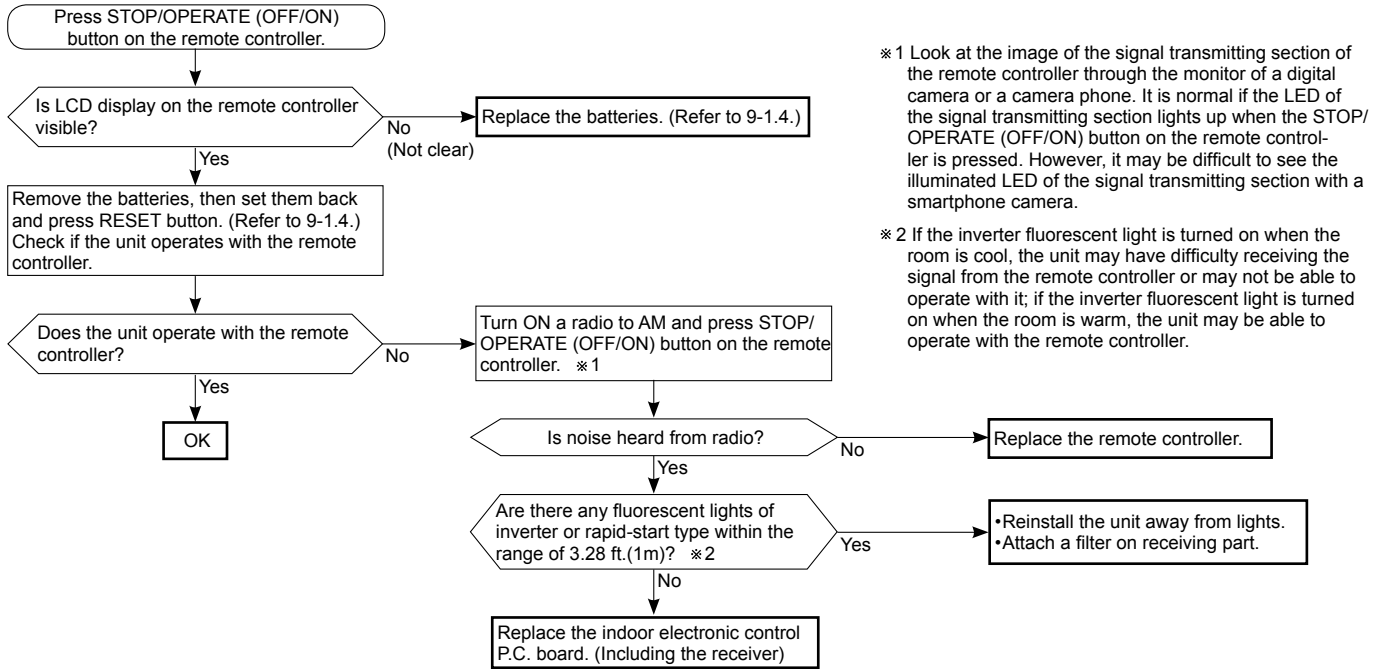 Press STOP/OPERATE (OFF/ON)
button on the remote controller.
Is LCD display on the remote controller
visible?
No
(Not clear)
Replace the batteries. (Refer to 9-1.4.)
Yes
Remove the batteries, then set them back
and press RESET button. (Refer to 9-1.4.)
Check if the unit operates with the remote
controller.
Does the unit operate with the remote
controller?
No
Yes
OK
Turn ON a radio to AM and press STOP/
OPERATE (OFF/ON) button on the remote
controller. ※1
Is noise heard from radio?
No
Replace the remote controller.
Yes
Are there any fluorescent lights of
inverter or rapid-start type within the
range of 3.28 ft.(1m)? ※2
Yes
•Reinstall the unit away from lights.
•Attach a filter on receiving part.
No
Replace the indoor electronic control
P.C. board. (Including the receiver)
※1 Look at the image of the signal transmitting section of
the remote controller through the monitor of a digital
camera or a camera phone. It is normal if the LED of
the signal transmitting section lights up when the STOP/
OPERATE (OFF/ON) button on the remote control-
ler is pressed. However, it may be difficult to see the
illuminated LED of the signal transmitting section with a
smartphone camera.
※2 If the inverter fluorescent light is turned on when the
room is cool, the unit may have difficulty receiving the
signal from the remote controller or may not be able to
operate with it; if the inverter fluorescent light is turned
on when the room is warm, the unit may be able to
operate with the remote controller.